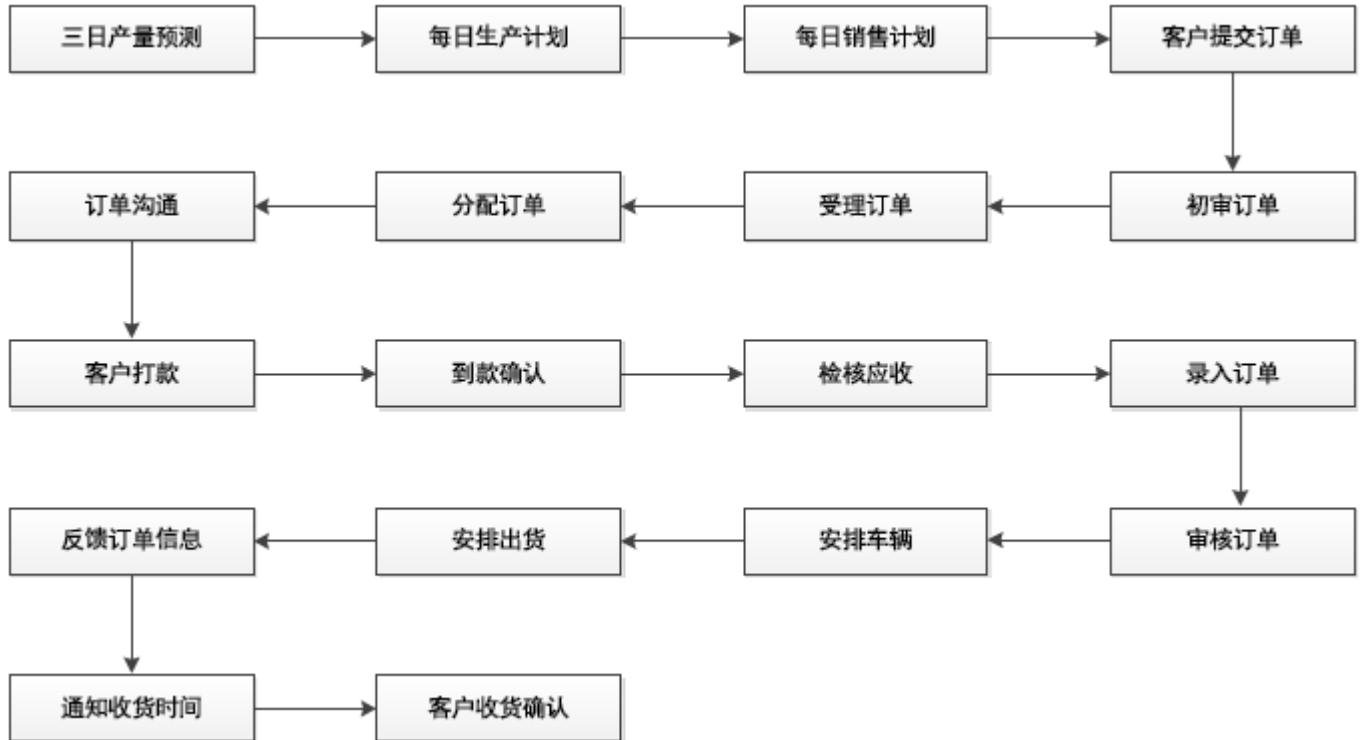 三日产量预测
每日生产计划
每日销售计划
客户提交订单
初审订单
受理订单
分配订单
订单沟通
客户打款
到款确认
检核应收
录入订单
审核订单
安排车辆
安排出货
反馈订单信息
通知收货时间
客户收货确认